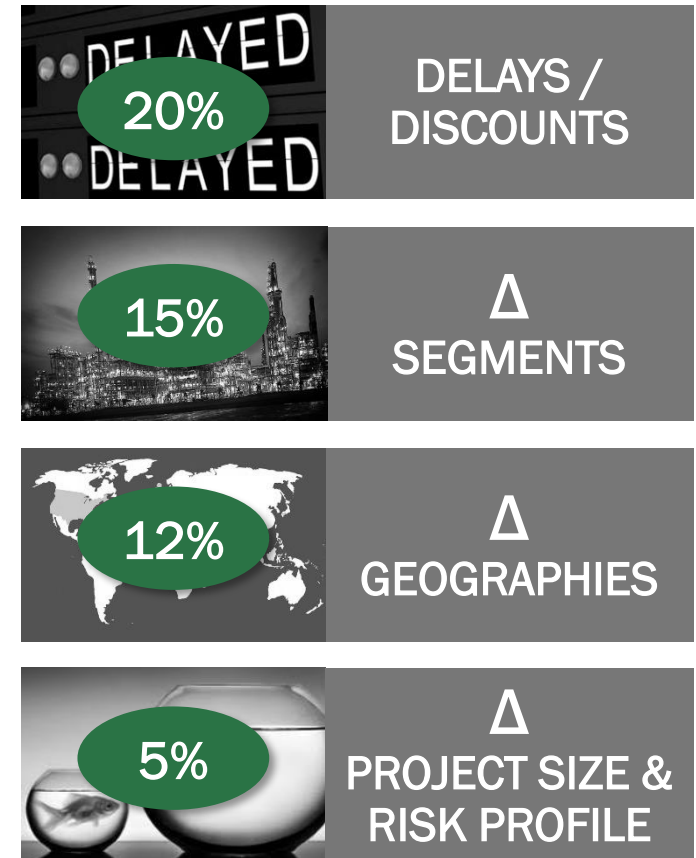 DELAYED
20%
DELAYED
DELAYS /
DISCOUNTS
15%
Δ
SEGMENTS
12%
Δ
GEOGRAPHIES
5%
Δ
PROJECT SIZE &
RISK PROFILE